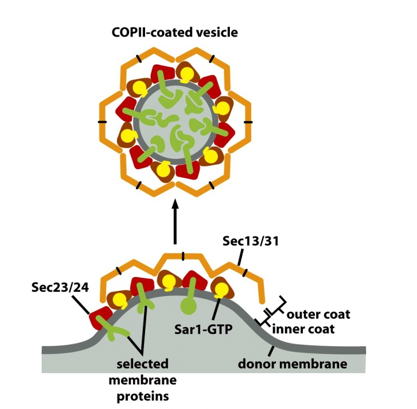 COPII-coated vesicle
Sec13/31
Sec23/24
outer coat
inner coat
Sar1-GTP
selected
membrane
proteins
donor membrane